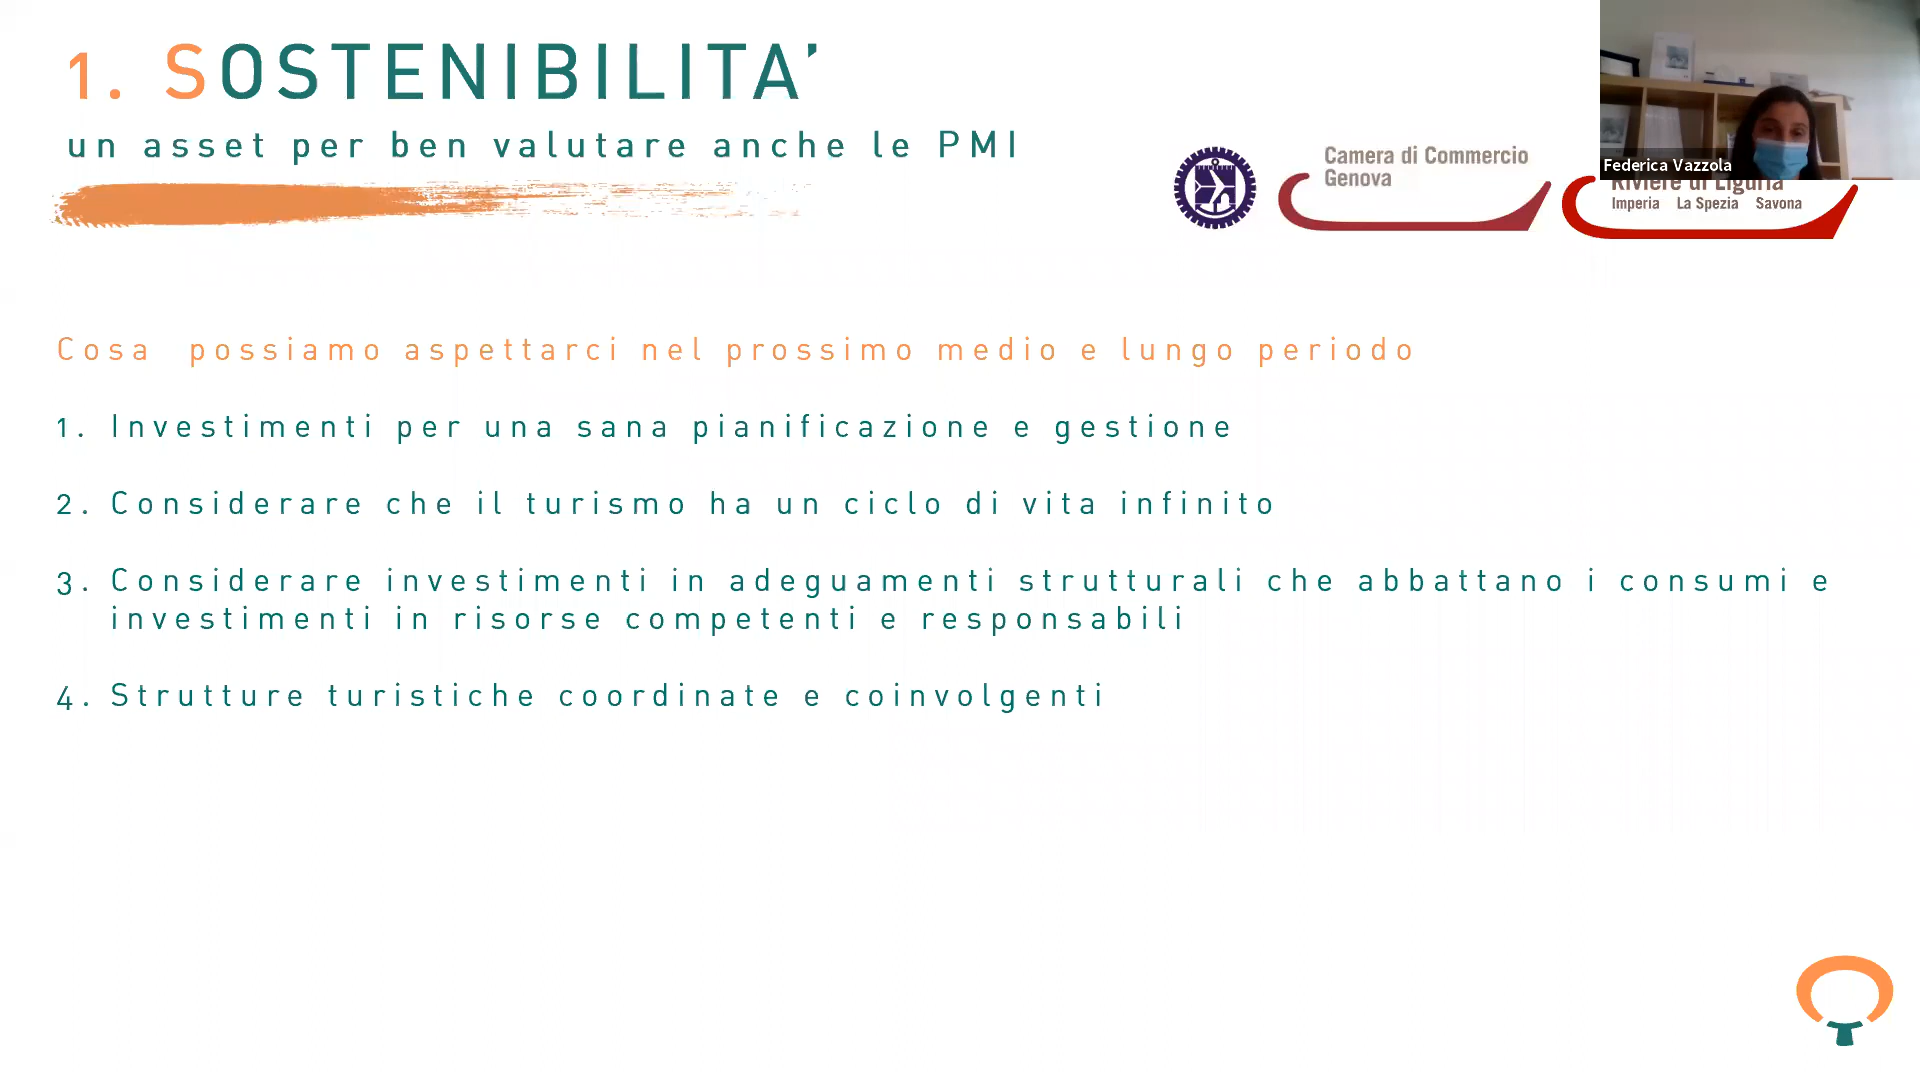 1. SOSTENIBILITA’
un asset per ben valutare anche le PMI
Camera di Commercio
Genova
Federica Vazzola
Riviere di Liguria
Imperia La Spezia Savona
Cosa possiamo aspettarci nel prossimo medio e lungo periodo
1. Investimenti per una sana pianificazione e gestione
2. Considerare che il turismo ha un ciclo di vita infinito
3. Considerare investimenti in adeguamenti strutturali che abbattano i consumi e
investimenti in risorse competenti e responsabili
4. Strutture turistiche coordinate e coinvolgenti